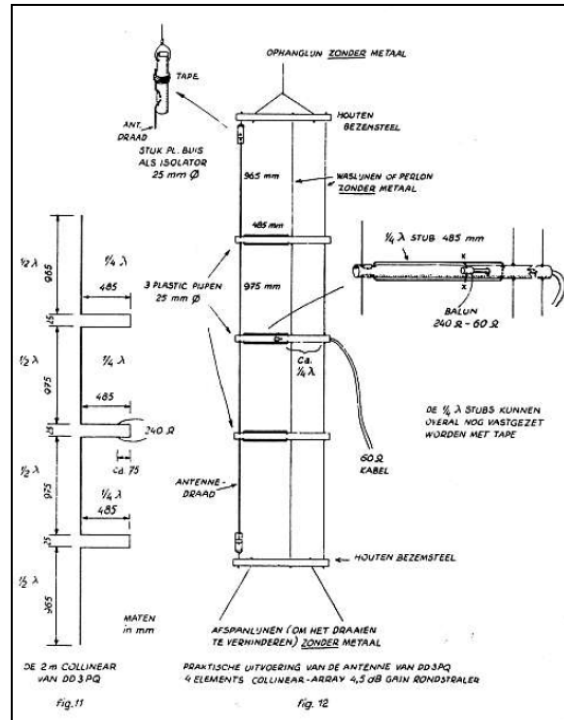 OPHANGLIJN ZONDER METAAL
TAPE
ANT.
DRAAD
STUK PL. BUIS
ALS ISOLATOR
25 mm Ø
HOUTEN
BEZEMSTEEL
965 mm
WASLIJNEN OF PERLON
ZONDER METAAL
485 mm
1/4 λ STUB 485 mm
3 PLASTIC PIJPEN
25 mm Ø
975 mm
BALUN
240 Ω - 60 Ω
x
x
Ca.
1/4 λ
DE 1/4 λ STUBS KUNNEN
OVERAL NOG VASTGEZET
WORDEN MET TAPE
60 Ω
KABEL
ANTENNE-
DRAAD
HOUTEN BEZEMSTEEL
AFSPANLIJNEN (OM HET DRAAIEN
TE VERHINDEREN) ZONDER METAAL
1/2 λ
965
1/4 λ
485
25
1/2 λ
975
1/4 λ
485
25
240 Ω
ca. 75
1/2 λ
975
1/4 λ
485
25
1/2 λ
965
MATEN
in mm
DE 2 m COLLINEAR
VAN DD3PQ
fig.11
PRAKTISCHE UITVOERING VAN DE ANTENNE VAN DD3PQ
4 ELEMENTS COLLINEAR-ARRAY 4,5 dB GAIN RONDSTRALER
fig. 12